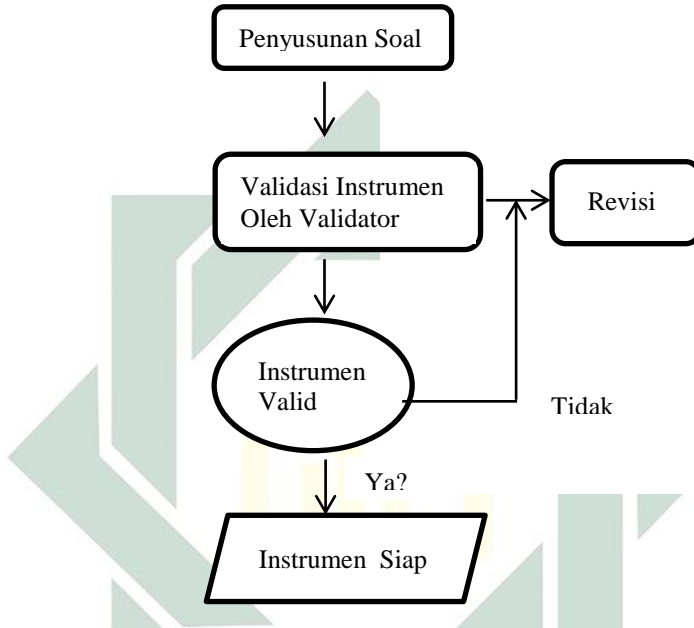 Penyusunan Soal
Validasi Instrumen
Oleh Validator
Revisi
Instrumen
Valid
Tidak
Ya?
Instrumen Siap